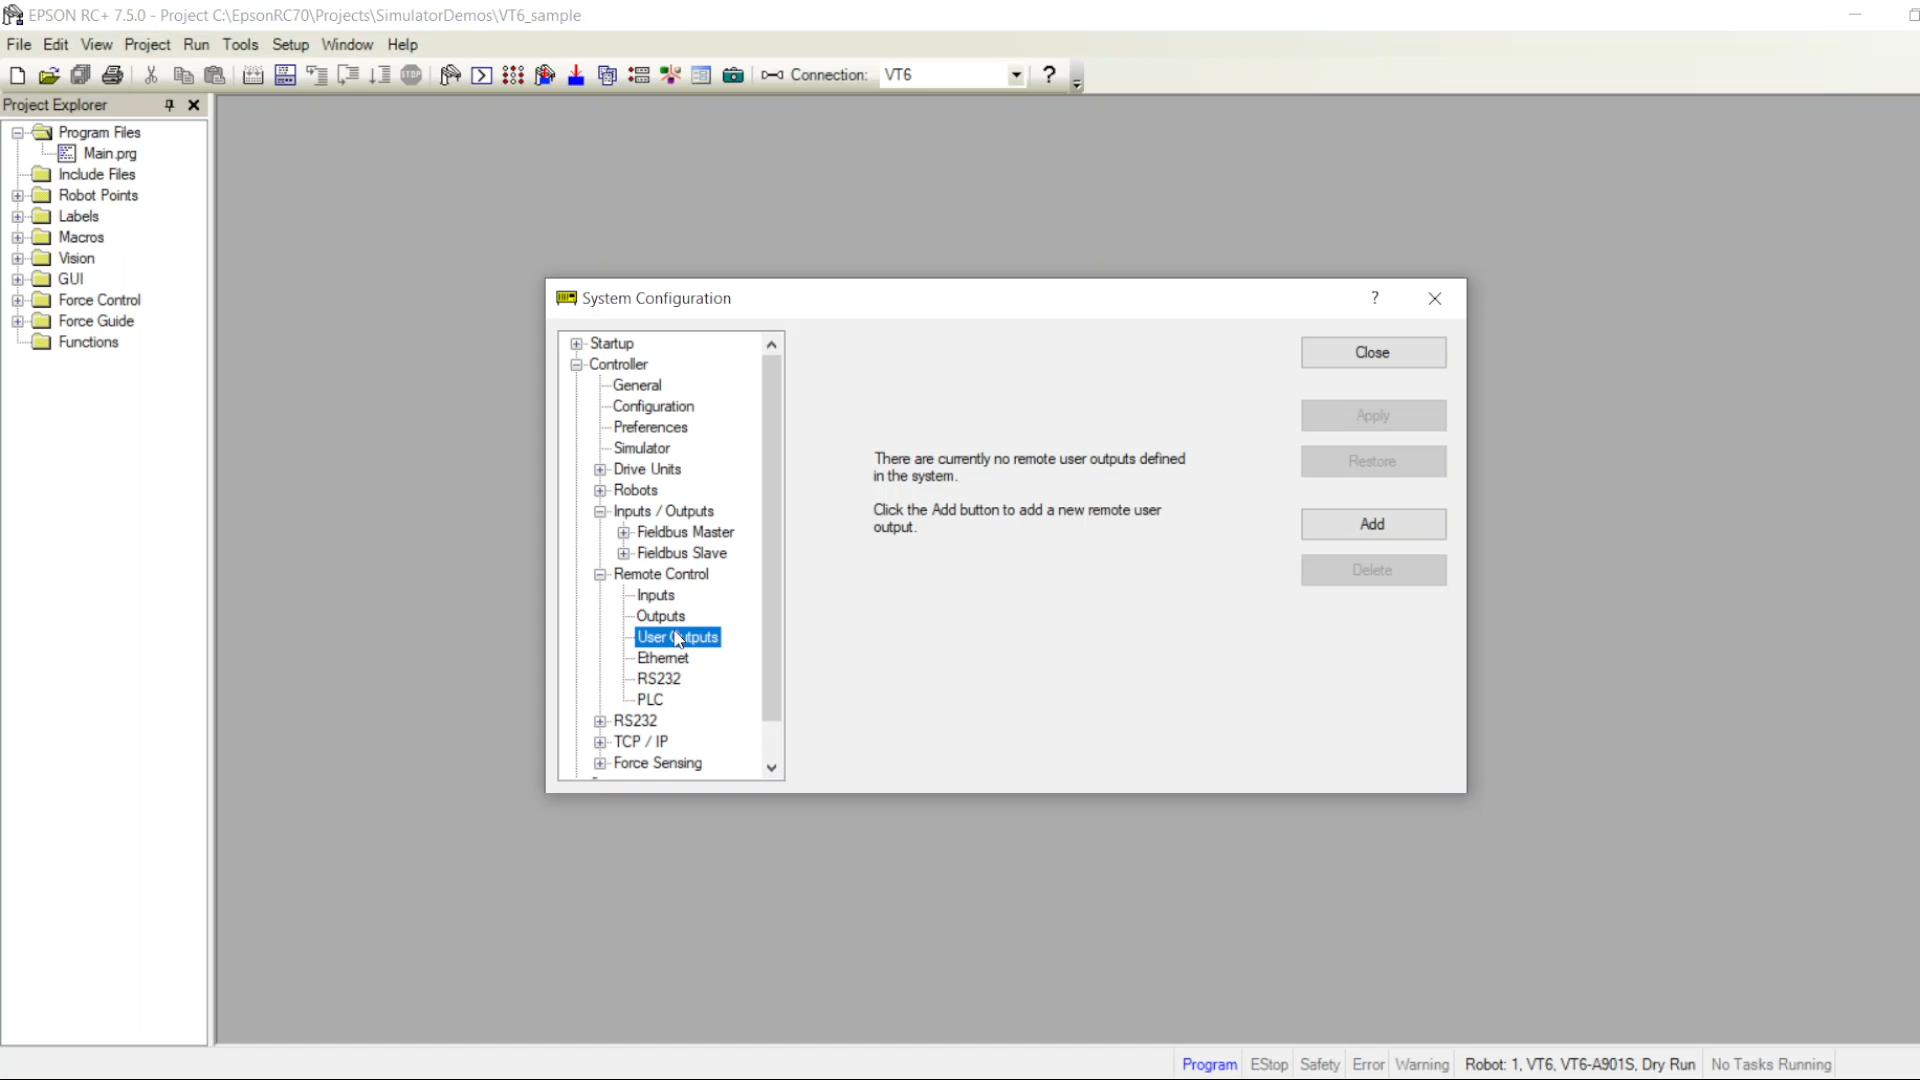 EPSON RC+ 7.5.0 - Project C:\EpsonRC70\Projects\SimulatorDemos\VT6_sample
File Edit View Project Run Tools Setup Window Help
STOP Connection: VT6 ?
Project Explorer
Program Files
Main.prg
Include Files
Robot Points
Labels
Macros
Vision
GUI
Force Control
Force Guide
Functions
System Configuration ?
Startup
Controller
General
Configuration
Preferences
Simulator
Drive Units
Robots
Inputs / Outputs
Fieldbus Master
Fieldbus Slave
Remote Control
Inputs
Outputs
User Outputs
Ethernet
RS232
PLC
RS232
TCP / IP
Force Sensing
There are currently no remote user outputs defined
in the system.
Click the Add button to add a new remote user
output.
Close
Apply
Restore
Add
Delete
Program EStop Safety Error Warning Robot: 1, VT6, VT6-A901S, Dry Run No Tasks Running